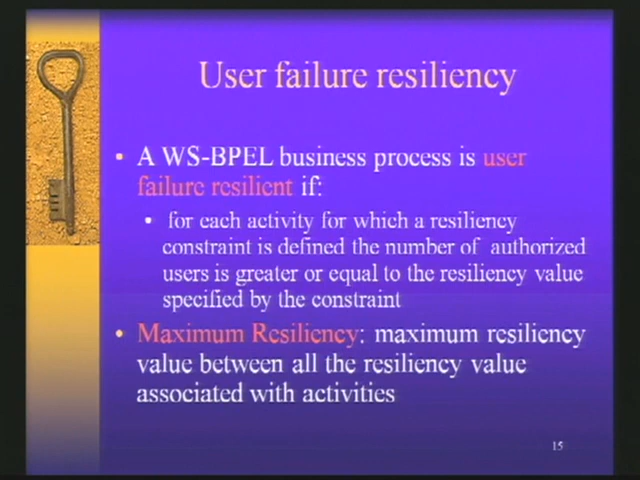 User failure resiliency
• A WS-BPEL business process is user
failure resilient if:
• for each activity for which a resiliency
constraint is defined the number of authorized
users is greater or equal to the resiliency value
specified by the constraint
• Maximum Resiliency: maximum resiliency
value between all the resiliency value
associated with activities
15